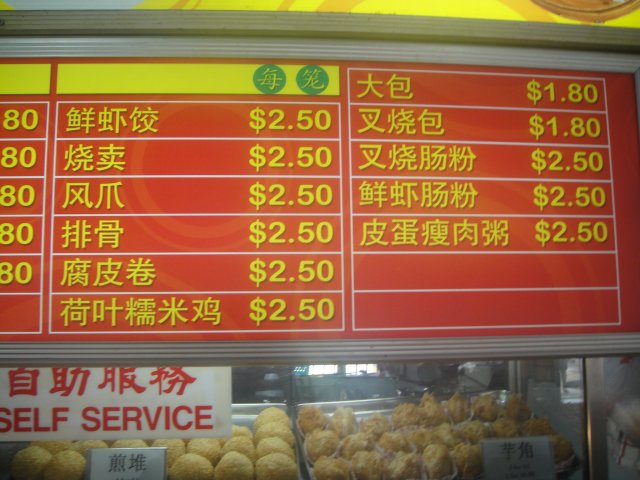 每笼
80
80
80
80
80
鲜虾饺 $2.50
烧卖 $2.50
风爪 $2.50
排骨 $2.50
腐皮卷 $2.50
荷叶糯米鸡 $2.50
大包 $1.80
叉烧包 $1.80
叉烧肠粉 $2.50
鲜虾肠粉 $2.50
皮蛋瘦肉粥 $2.50
自助服務
SELF SERVICE
煎堆
芋角